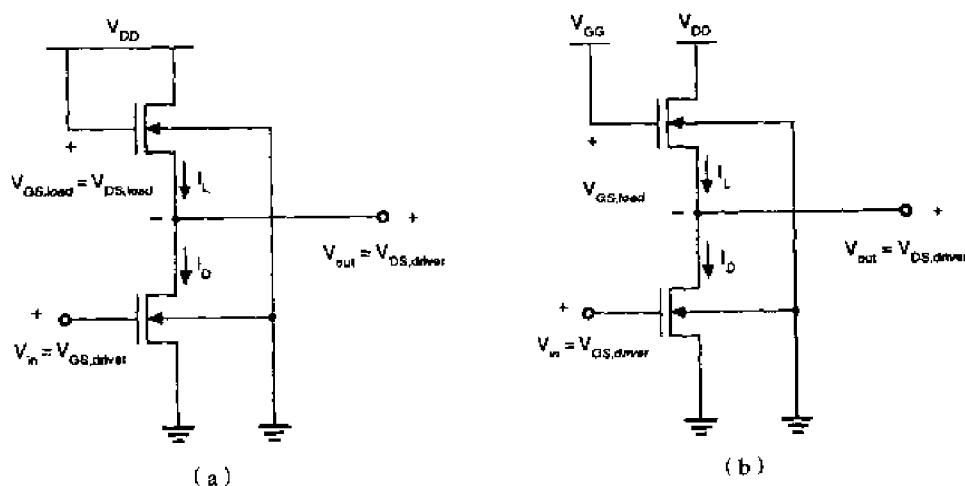 V_DD
+
V_GS,load = V_DS,load
I_L
−
+
V_out = V_DS,driver
I_D
+
V_in = V_GS,driver
(a)
V_GG
V_DD
+
V_GS,load
I_L
−
+
V_out = V_DS,driver
I_D
+
V_in = V_GS,driver
(b)